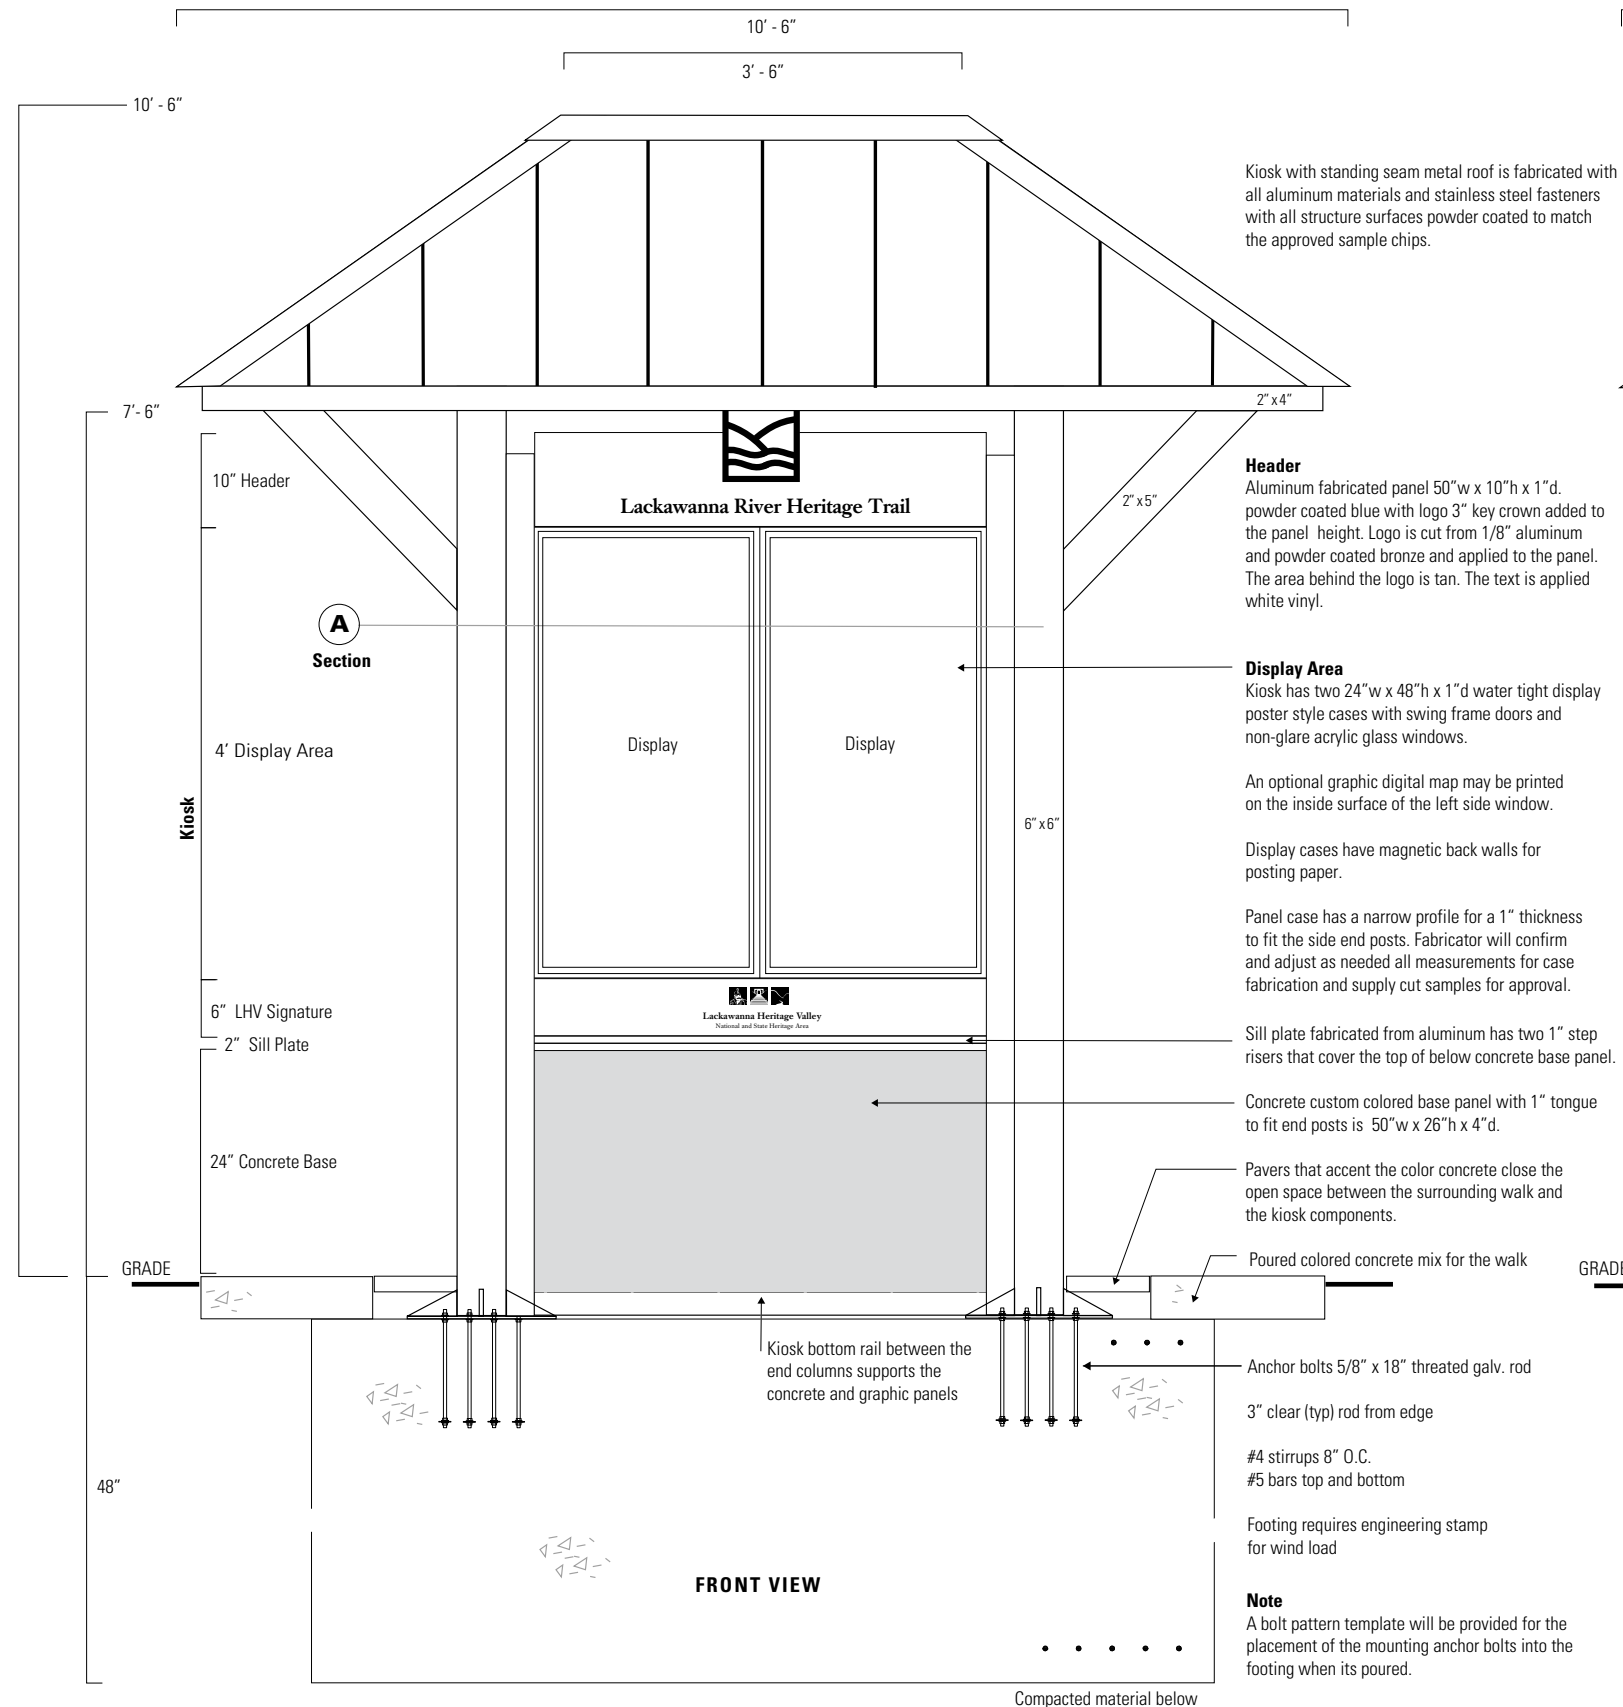 10' - 6"
3' - 6"
10' - 6"
Kiosk with standing seam metal roof is fabricated with
all aluminum materials and stainless steel fasteners
with all structure surfaces powder coated to match
the approved sample chips.
7'- 6"
2" x 4"
10" Header
Lackawanna River Heritage Trail
2" x 5"
Header
Aluminum fabricated panel 50"w x 10"h x 1"d.
powder coated blue with logo 3" key crown added to
the panel height. Logo is cut from 1/8" aluminum
and powder coated bronze and applied to the panel.
The area behind the logo is tan. The text is applied
white vinyl.
A
Section
Display Area
Kiosk has two 24"w x 48"h x 1"d water tight display
poster style cases with swing frame doors and
non-glare acrylic glass windows.
4' Display Area
Display
Display
An optional graphic digital map may be printed
on the inside surface of the left side window.
Kiosk
6" x 6"
Display cases have magnetic back walls for
posting paper.
Panel case has a narrow profile for a 1" thickness
to fit the side end posts. Fabricator will confirm
and adjust as needed all measurements for case
fabrication and supply cut samples for approval.
6" LHV Signature
Lackawanna Heritage Valley
National and State Heritage Area
2" Sill Plate
Sill plate fabricated from aluminum has two 1" step
risers that cover the top of below concrete base panel.
Concrete custom colored base panel with 1" tongue
to fit end posts is 50"w x 26"h x 4"d.
24" Concrete Base
Pavers that accent the color concrete close the
open space between the surrounding walk and
the kiosk components.
GRADE
Poured colored concrete mix for the walk
GRADE
Kiosk bottom rail between the
end columns supports the
concrete and graphic panels
Anchor bolts 5/8" x 18" threated galv. rod
3" clear (typ) rod from edge
#4 stirrups 8" O.C.
#5 bars top and bottom
48"
Footing requires engineering stamp
for wind load
FRONT VIEW
Note
A bolt pattern template will be provided for the
placement of the mounting anchor bolts into the
footing when its poured.
Compacted material below